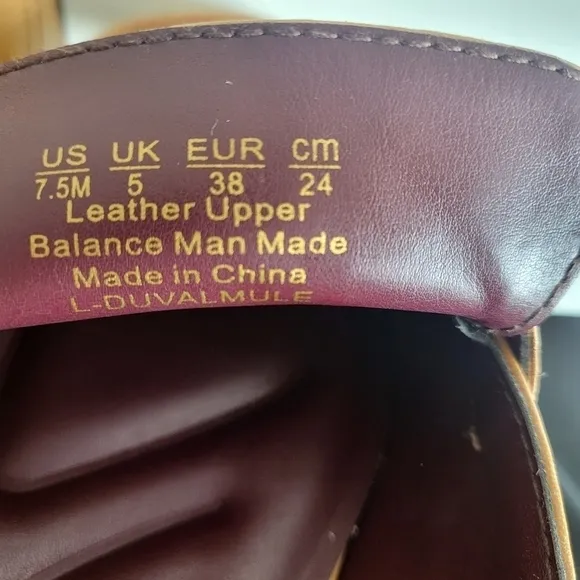 US UK EUR cm
7.5M 5 38 24
Leather Upper
Balance Man Made
Made in China
L-DUVALMULE